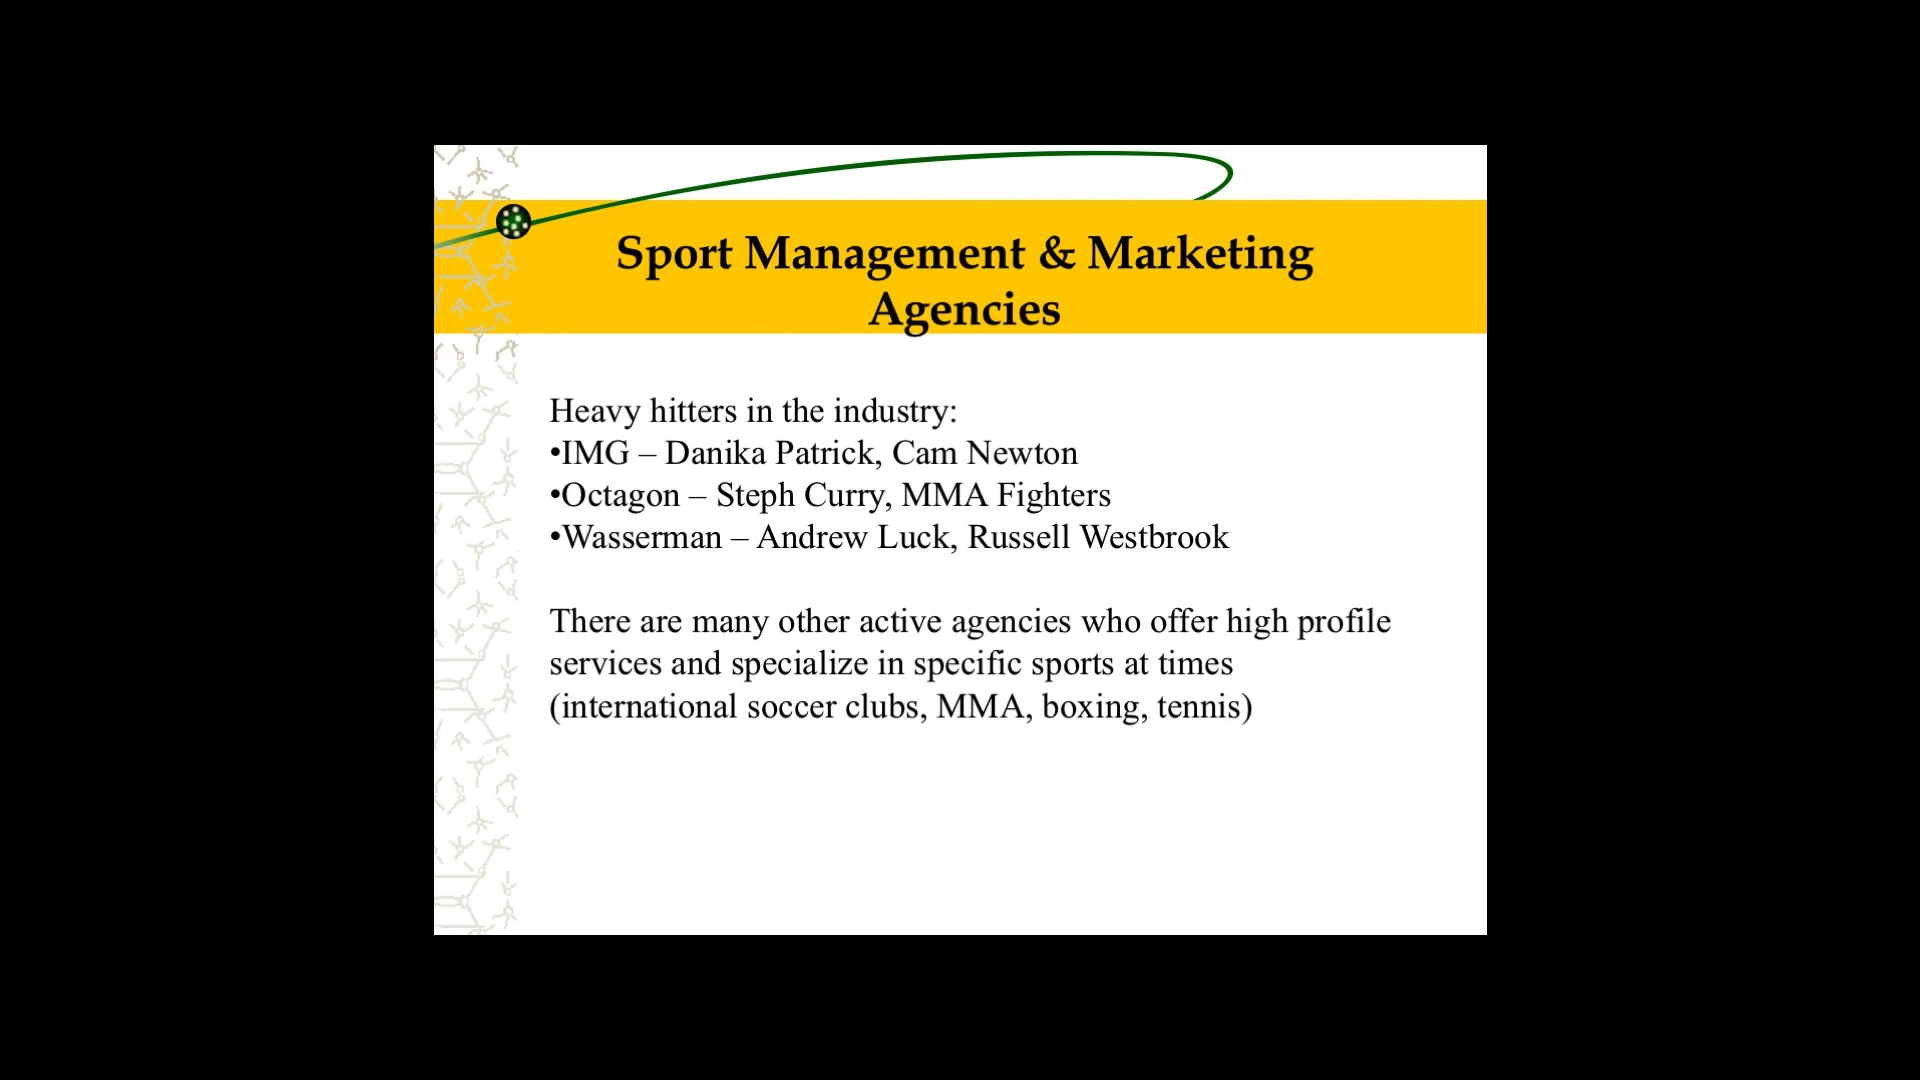 Sport Management & Marketing
Agencies
Heavy hitters in the industry:
•IMG – Danika Patrick, Cam Newton
•Octagon – Steph Curry, MMA Fighters
•Wasserman – Andrew Luck, Russell Westbrook
There are many other active agencies who offer high profile
services and specialize in specific sports at times
(international soccer clubs, MMA, boxing, tennis)